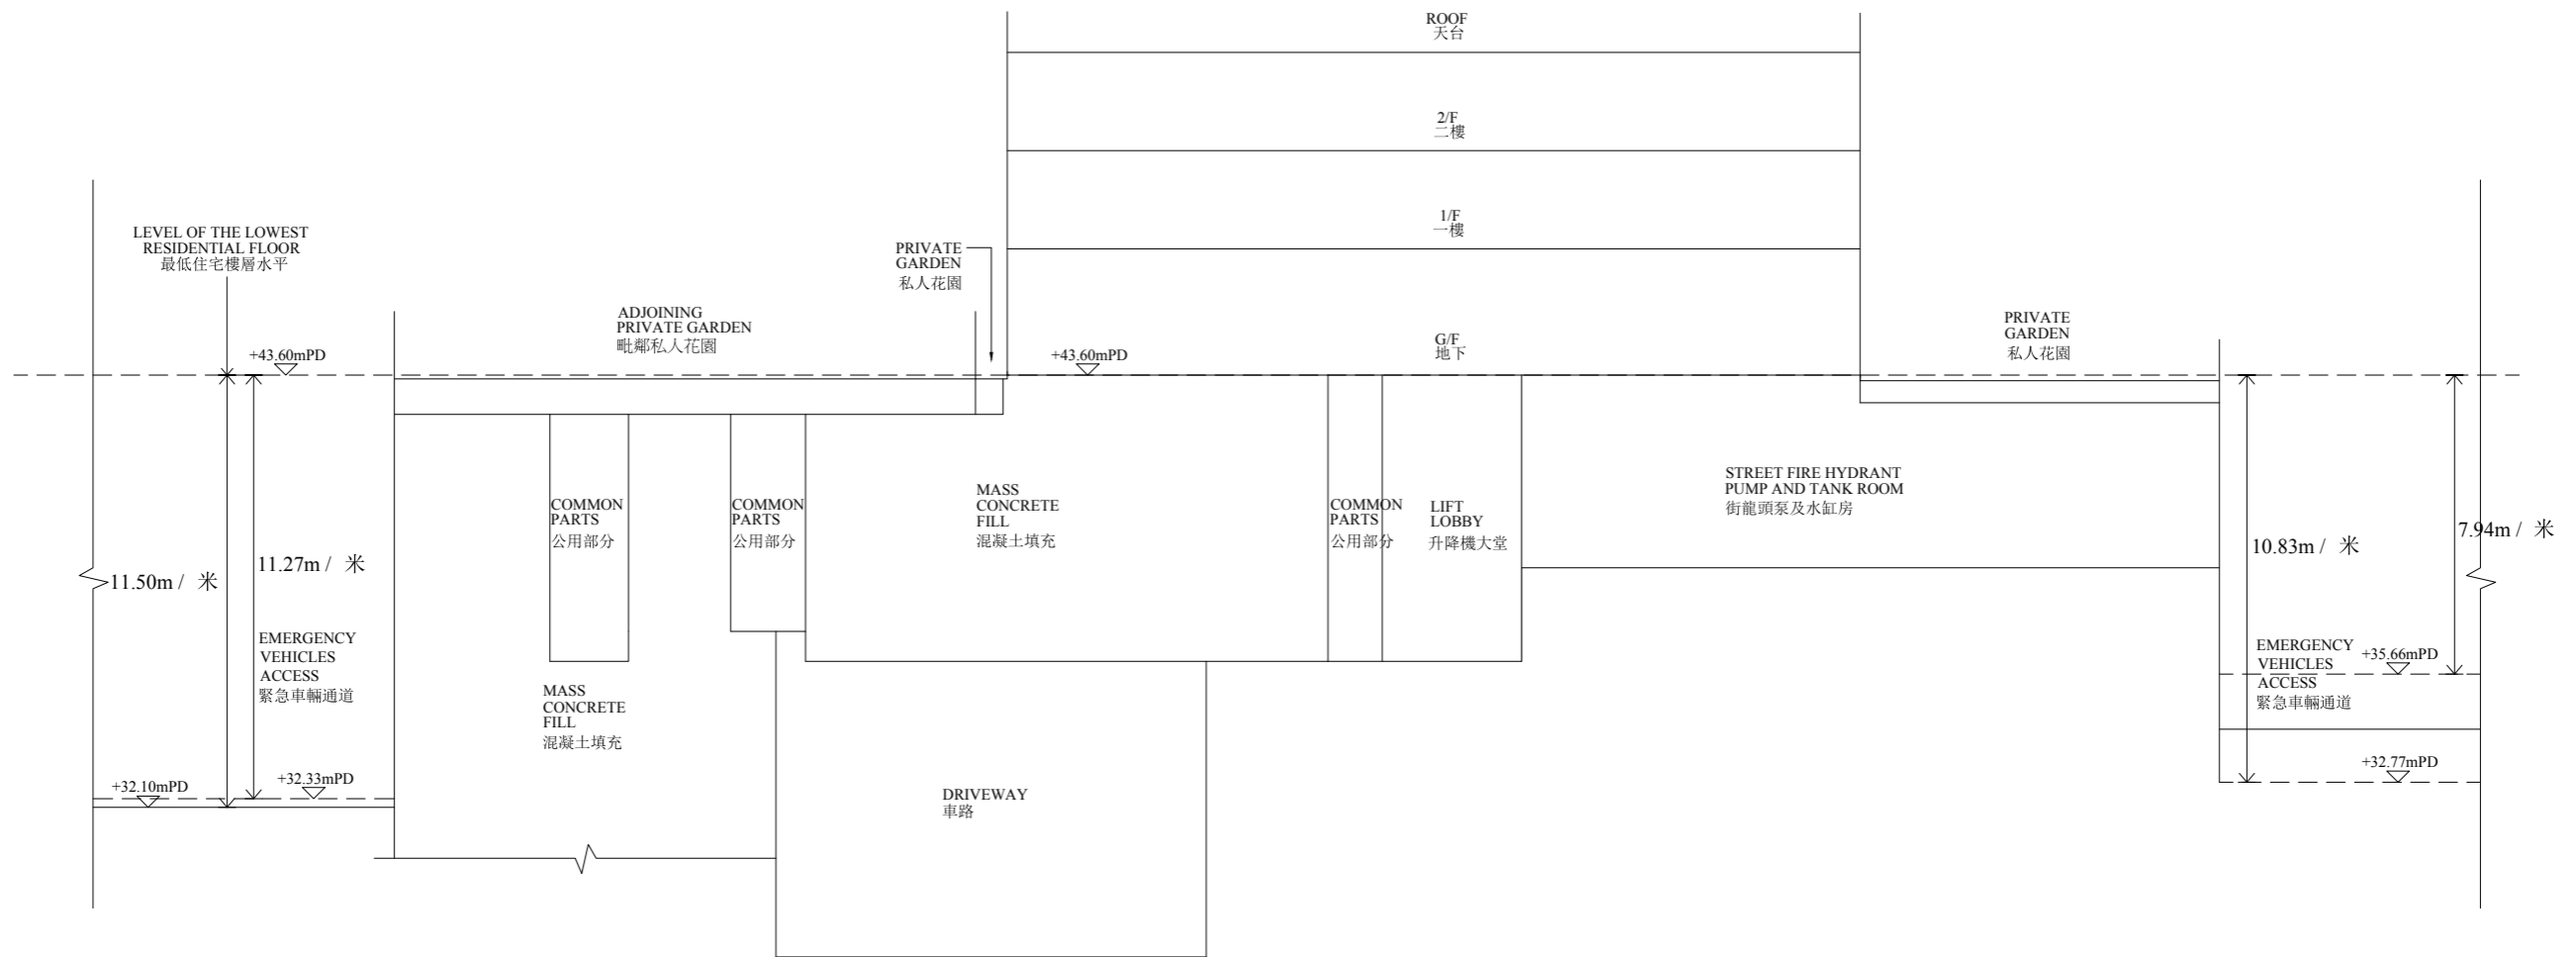 ROOF
天台
2/F
二樓
1/F
一樓
LEVEL OF THE LOWEST
RESIDENTIAL FLOOR
最低住宅樓層水平
PRIVATE
GARDEN
私人花園
ADJOINING
PRIVATE GARDEN
毗鄰私人花園
G/F
地下
PRIVATE
GARDEN
私人花園
+43.60mPD
+43.60mPD
COMMON
PARTS
公用部分
COMMON
PARTS
公用部分
MASS
CONCRETE
FILL
混凝土填充
COMMON
PARTS
公用部分
LIFT
LOBBY
升降機大堂
STREET FIRE HYDRANT
PUMP AND TANK ROOM
街龍頭泵及水缸房
11.50m / 米
11.27m / 米
10.83m / 米
7.94m / 米
EMERGENCY
VEHICLES
ACCESS
緊急車輛通道
MASS
CONCRETE
FILL
混凝土填充
EMERGENCY
VEHICLES
ACCESS
緊急車輛通道
+35.66mPD
+32.10mPD
+32.33mPD
+32.77mPD
DRIVEWAY
車路